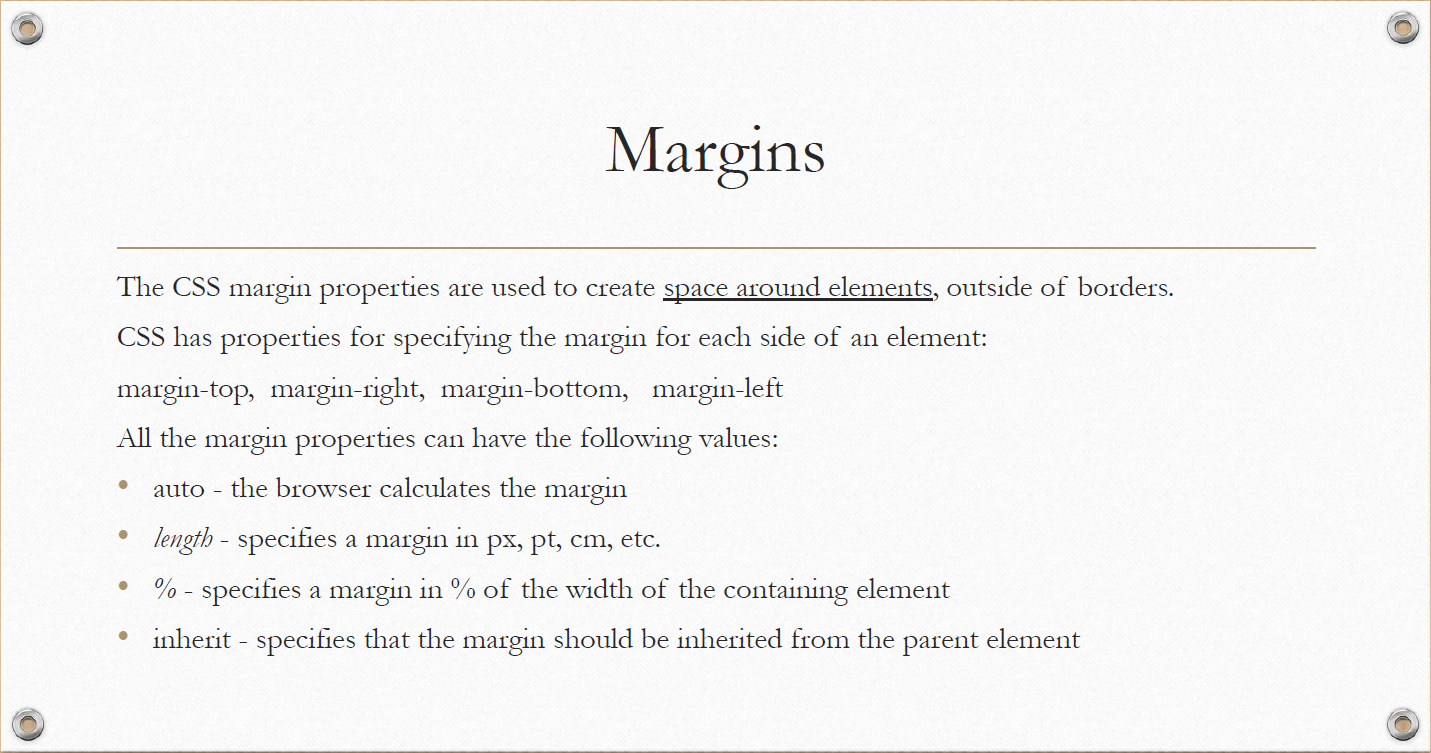 Margins
The CSS margin properties are used to create space around elements, outside of borders.
CSS has properties for specifying the margin for each side of an element:
margin-top, margin-right, margin-bottom, margin-left
All the margin properties can have the following values:
• auto - the browser calculates the margin
• length - specifies a margin in px, pt, cm, etc.
• % - specifies a margin in % of the width of the containing element
• inherit - specifies that the margin should be inherited from the parent element